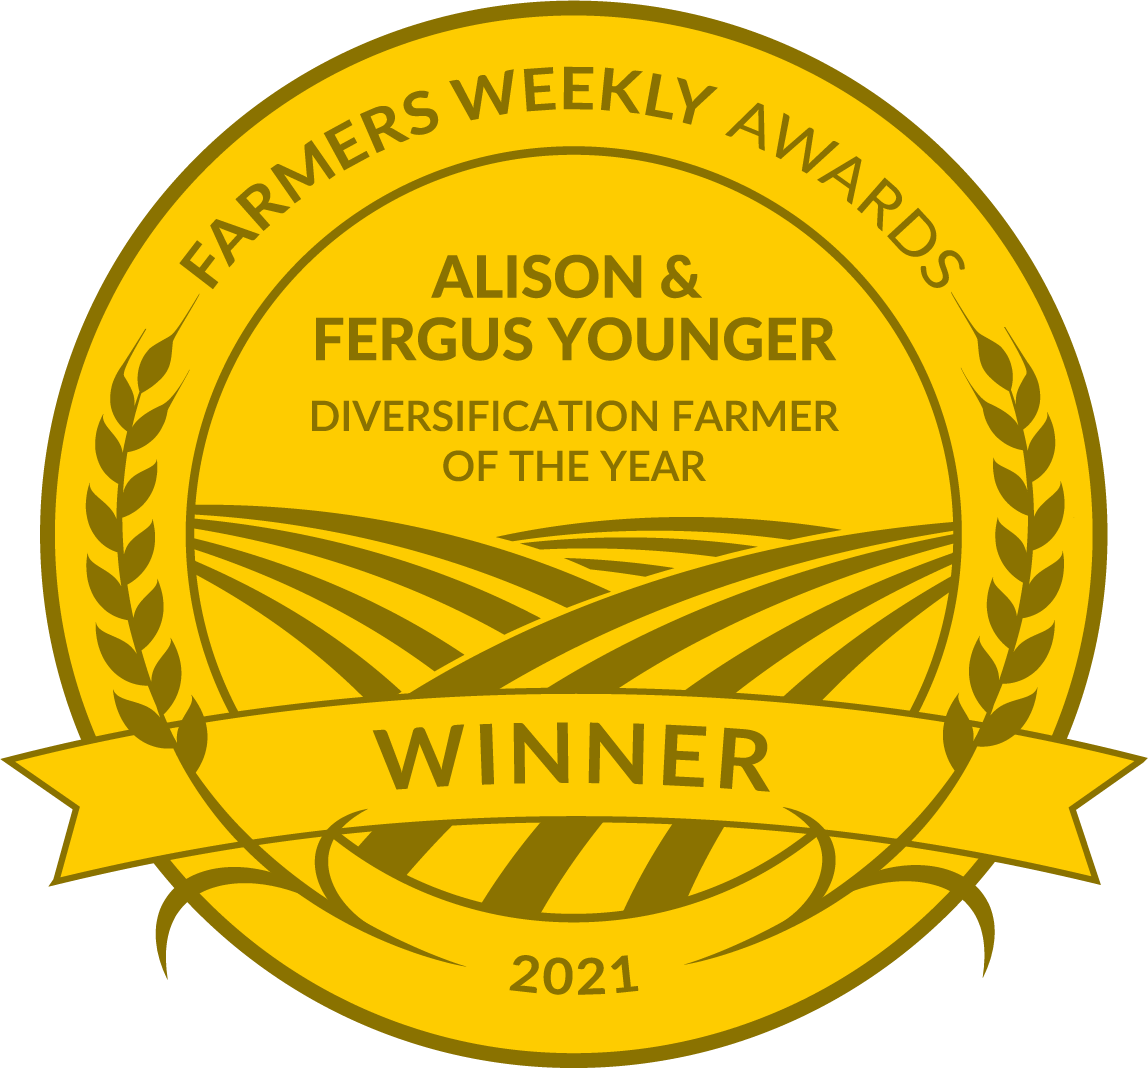 FARMERS WEEKLY AWARDS
ALISON &
FERGUS YOUNGER
DIVERSIFICATION FARMER
OF THE YEAR
WINNER
2021